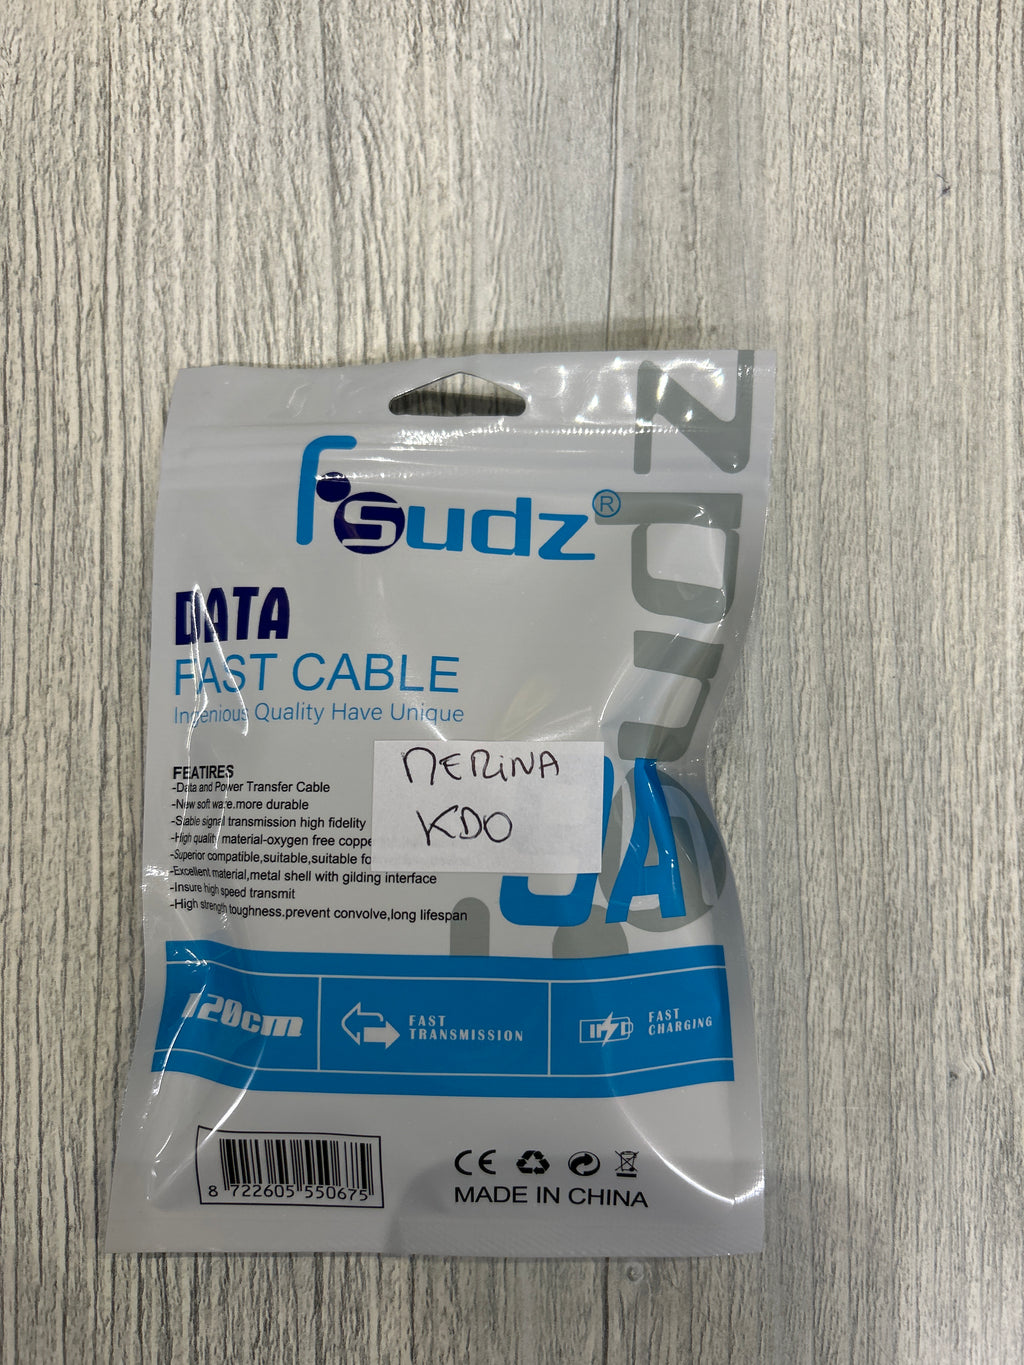 Fsudz®
DATA
FAST CABLE
Ingenious Quality Have Unique
MERINA
KDO
FEATIRES
-Data and Power Transfer Cable
-New soft ware.more durable
-Stable signal transmission high fidelity
-High quality material-oxygen free coppe
-Superior compatible,suitable,suitable fo
-Excellent material,metal shell with gilding interface
-Insure high speed transmit
-High strength toughness.prevent convolve,long lifespan
A
120cm
FAST
TRANSMISSION
FAST
CHARGING
8 722605 550675
CE
MADE IN CHINA